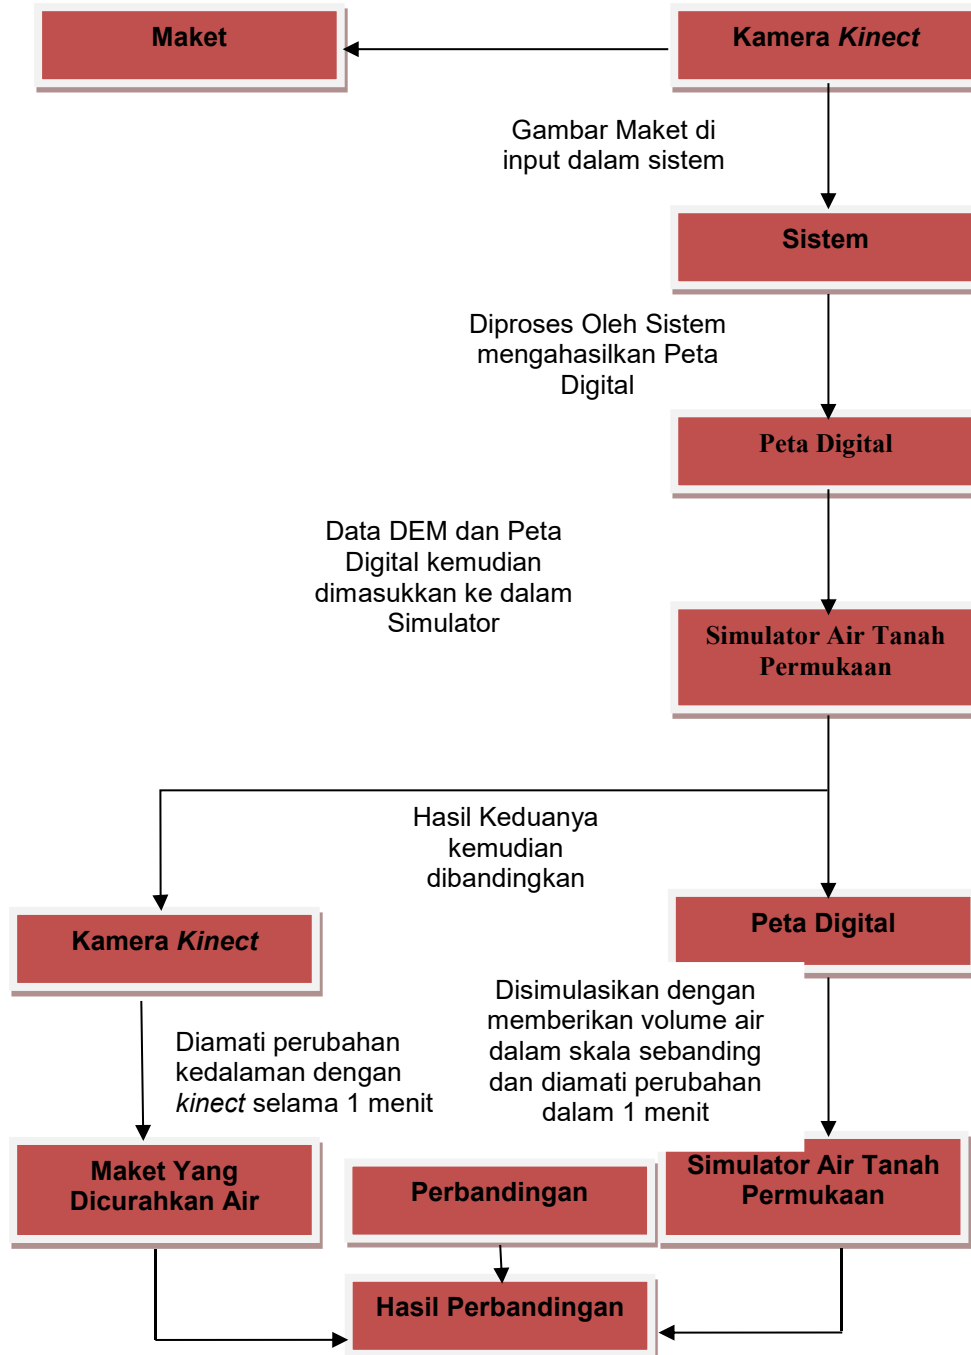 Maket
Kamera Kinect
Gambar Maket di
input dalam sistem
Sistem
Diproses Oleh Sistem
mengahasilkan Peta
Digital
Peta Digital
Data DEM dan Peta
Digital kemudian
dimasukkan ke dalam
Simulator
Simulator Air Tanah
Permukaan
Hasil Keduanya
kemudian
dibandingkan
Kamera Kinect
Peta Digital
Diamati perubahan
kedalaman dengan
kinect selama 1 menit
Disimulasikan dengan
memberikan volume air
dalam skala sebanding
dan diamati perubahan
dalam 1 menit
Maket Yang
Dicurahkan Air
Perbandingan
Simulator Air Tanah
Permukaan
Hasil Perbandingan